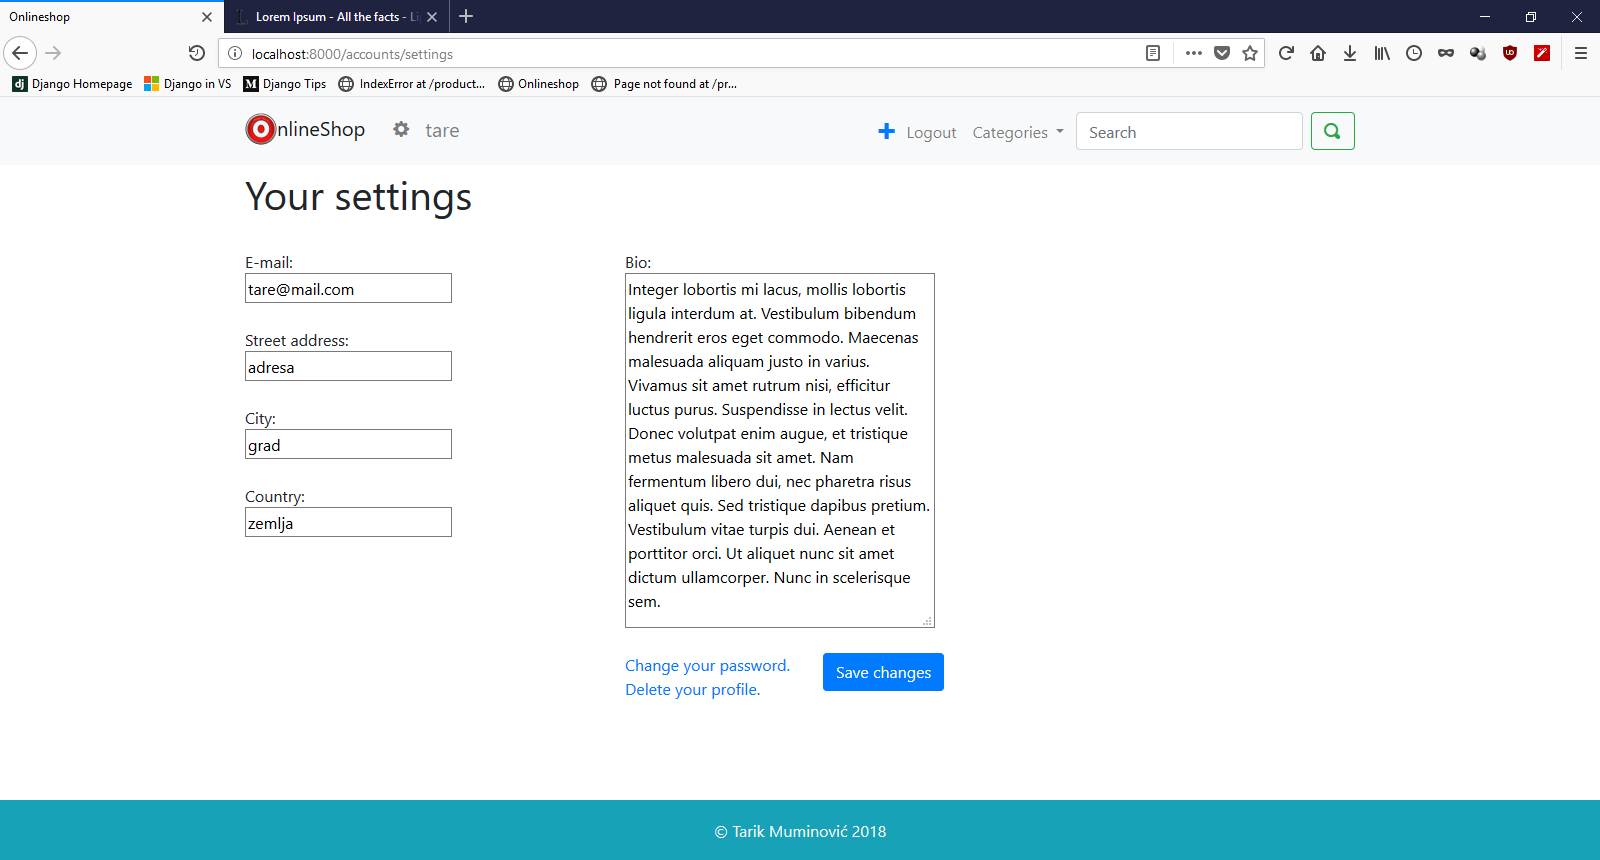 Onlineshop
Lorem Ipsum - All the facts - Li
localhost:8000/accounts/settings
Django Homepage
Django in VS
Django Tips
IndexError at /product...
Onlineshop
Page not found at /pr...
nlineShop
tare
Logout
Categories
Search
Your settings
E-mail:
tare@mail.com
Street address:
adresa
City:
grad
Country:
zemlja
Bio:
Integer lobortis mi lacus, mollis lobortis
ligula interdum at. Vestibulum bibendum
hendrerit eros eget commodo. Maecenas
malesuada aliquam justo in varius.
Vivamus sit amet rutrum nisi, efficitur
luctus purus. Suspendisse in lectus velit.
Donec volutpat enim augue, et tristique
metus malesuada sit amet. Nam
fermentum libero dui, nec pharetra risus
aliquet quis. Sed tristique dapibus pretium.
Vestibulum vitae turpis dui. Aenean et
porttitor orci. Ut aliquet nunc sit amet
dictum ullamcorper. Nunc in scelerisque
sem.
Change your password.
Delete your profile.
Save changes
© Tarik Muminović 2018